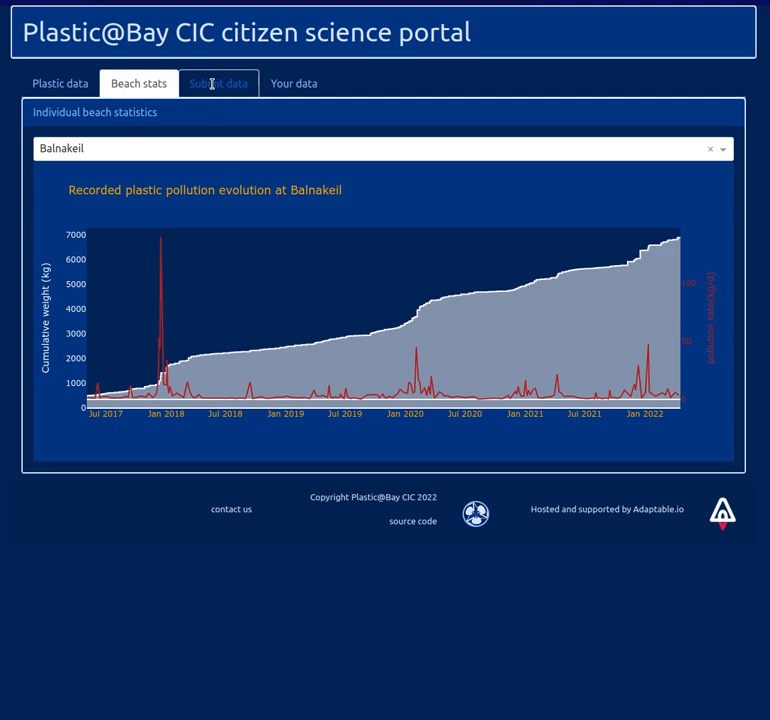 Plastic@Bay CIC citizen science portal
Plastic data
Beach stats
Submit data
Your data
Individual beach statistics
Balnakeil
Recorded plastic pollution evolution at Balnakeil
7000
6000
5000
4000
3000
2000
1000
0
Cumulative weight (kg)
100
50
0
pollution rate(kg/d)
Jul 2017 Jan 2018 Jul 2018 Jan 2019 Jul 2019 Jan 2020 Jul 2020 Jan 2021 Jul 2021 Jan 2022
contact us
Copyright Plastic@Bay CIC 2022
source code
Hosted and supported by Adaptable.io